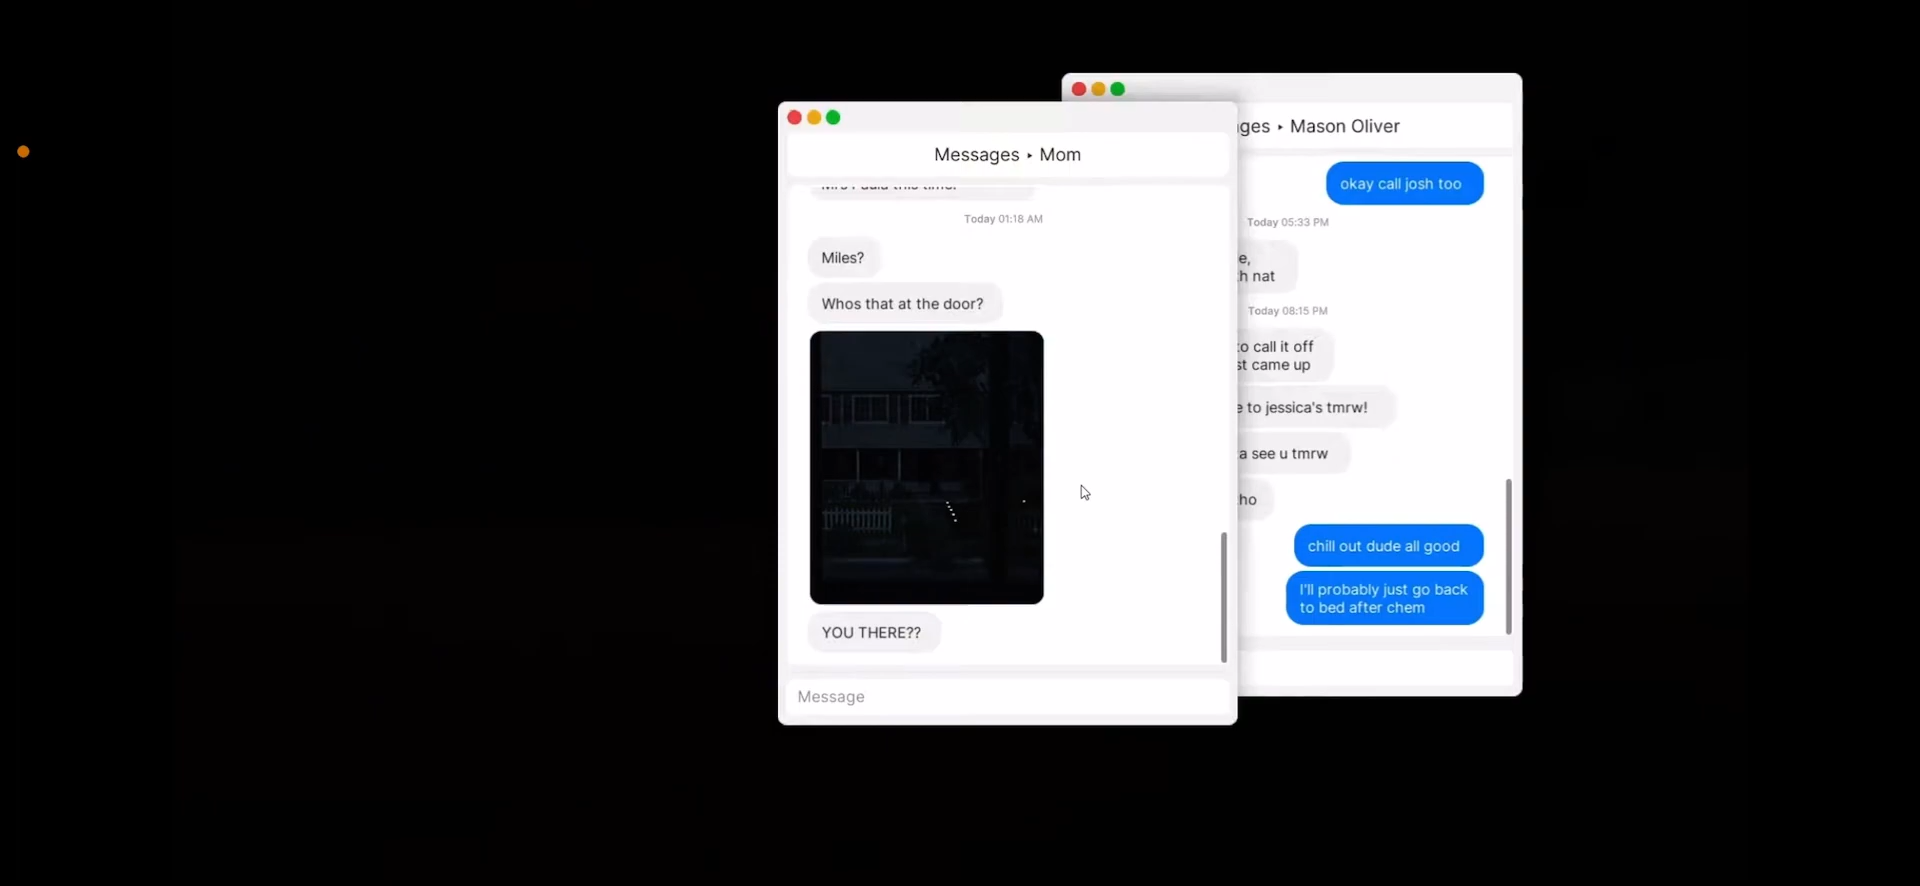 Messages ‣ Mom
Today 01:18 AM
Miles?
Whos that at the door?
YOU THERE??
Message
ges ‣ Mason Oliver
okay call josh too
Today 05:33 PM
e,
h nat
Today 08:15 PM
to call it off
st came up
e to jessica's tmrw!
a see u tmrw
ho
chill out dude all good
I'll probably just go back
to bed after chem